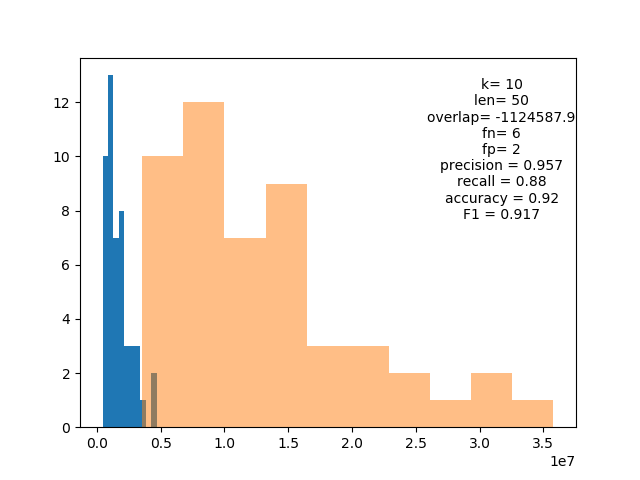 k= 10
len= 50
overlap= -1124587.9
fn= 6
fp= 2
precision = 0.957
recall = 0.88
accuracy = 0.92
F1 = 0.917
12
10
8
6
4
2
0
0.0 0.5 1.0 1.5 2.0 2.5 3.0 3.5
1e7